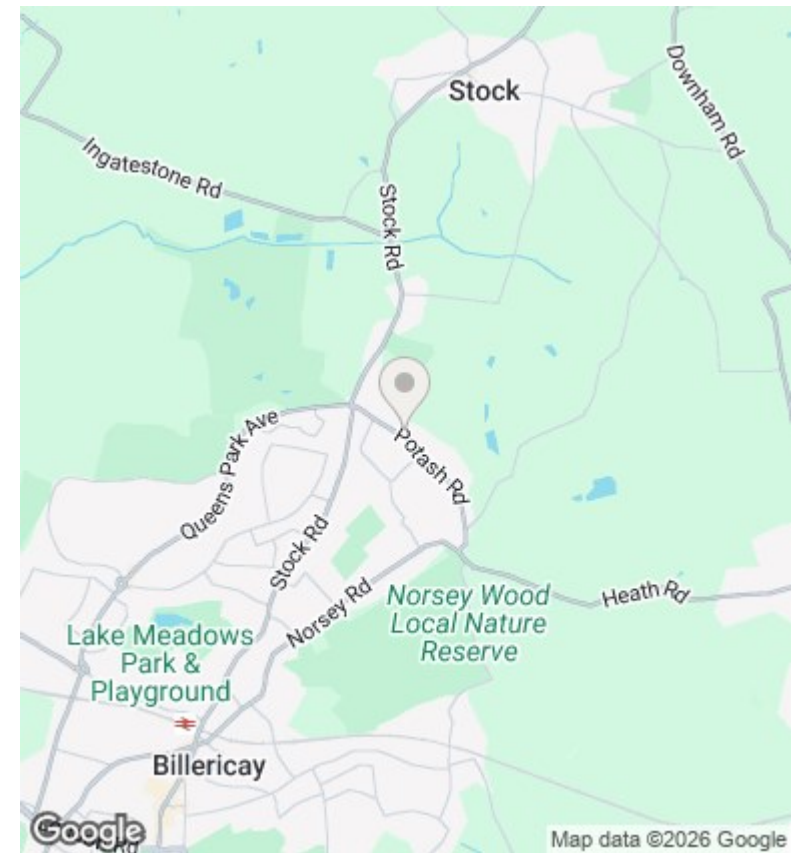 Stock
Downham Rd
Ingatestone Rd
Stock Rd
Queens Park Ave
Potash Rd
Stock Rd
Norsey Rd
Norsey Wood
Local Nature
Reserve
Heath Rd
Lake Meadows
Park &
Playground
Billericay
Google
Rd
Map data ©2026 Google